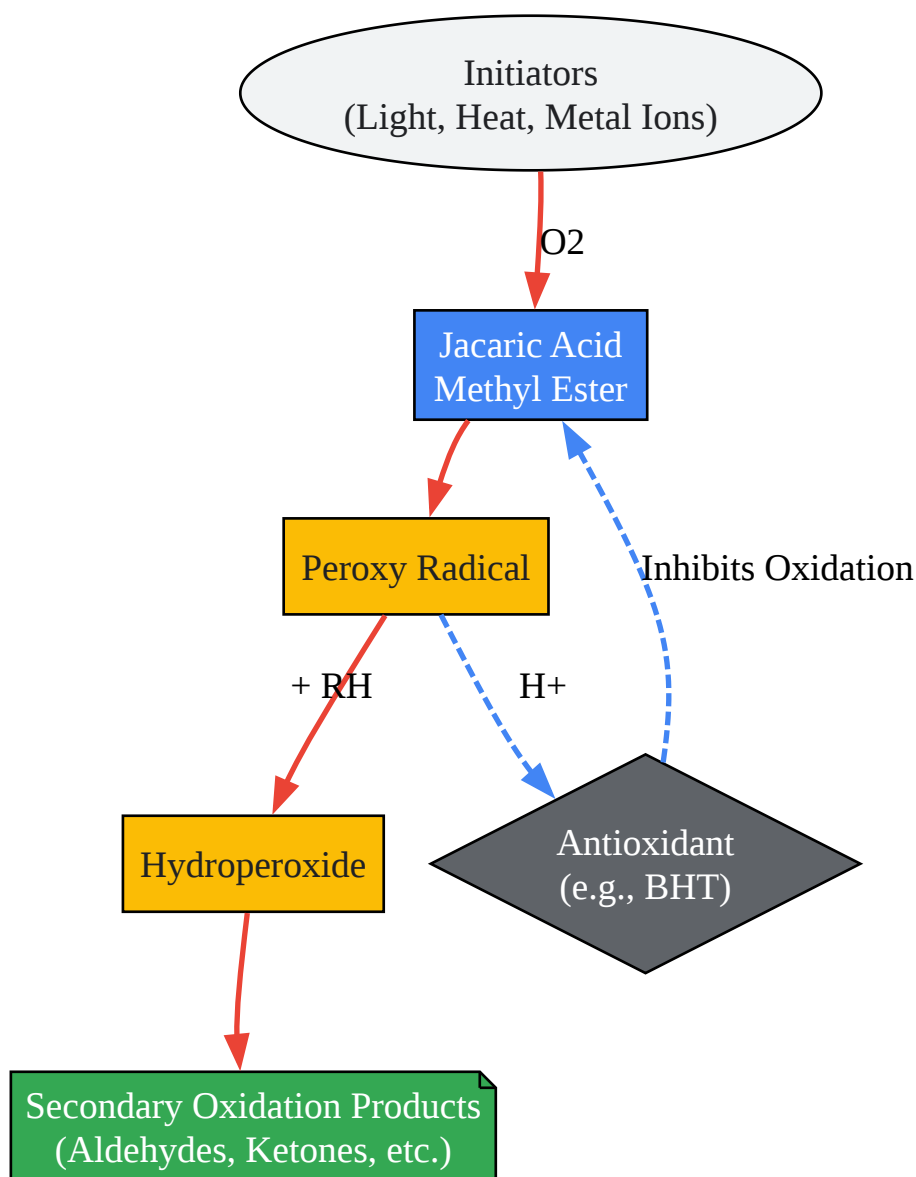 Initiators
(Light, Heat, Metal Ions)
O2
Jacaric Acid
Methyl Ester
Peroxy Radical
Inhibits Oxidation
+ RH
H+
Antioxidant
(e.g., BHT)
Hydroperoxide
Secondary Oxidation Products
(Aldehydes, Ketones, etc.)